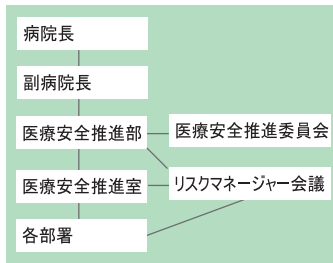 病院長
副病院長
医療安全推進部
医療安全推進委員会
医療安全推進室
リスクマネージャー会議
各部署